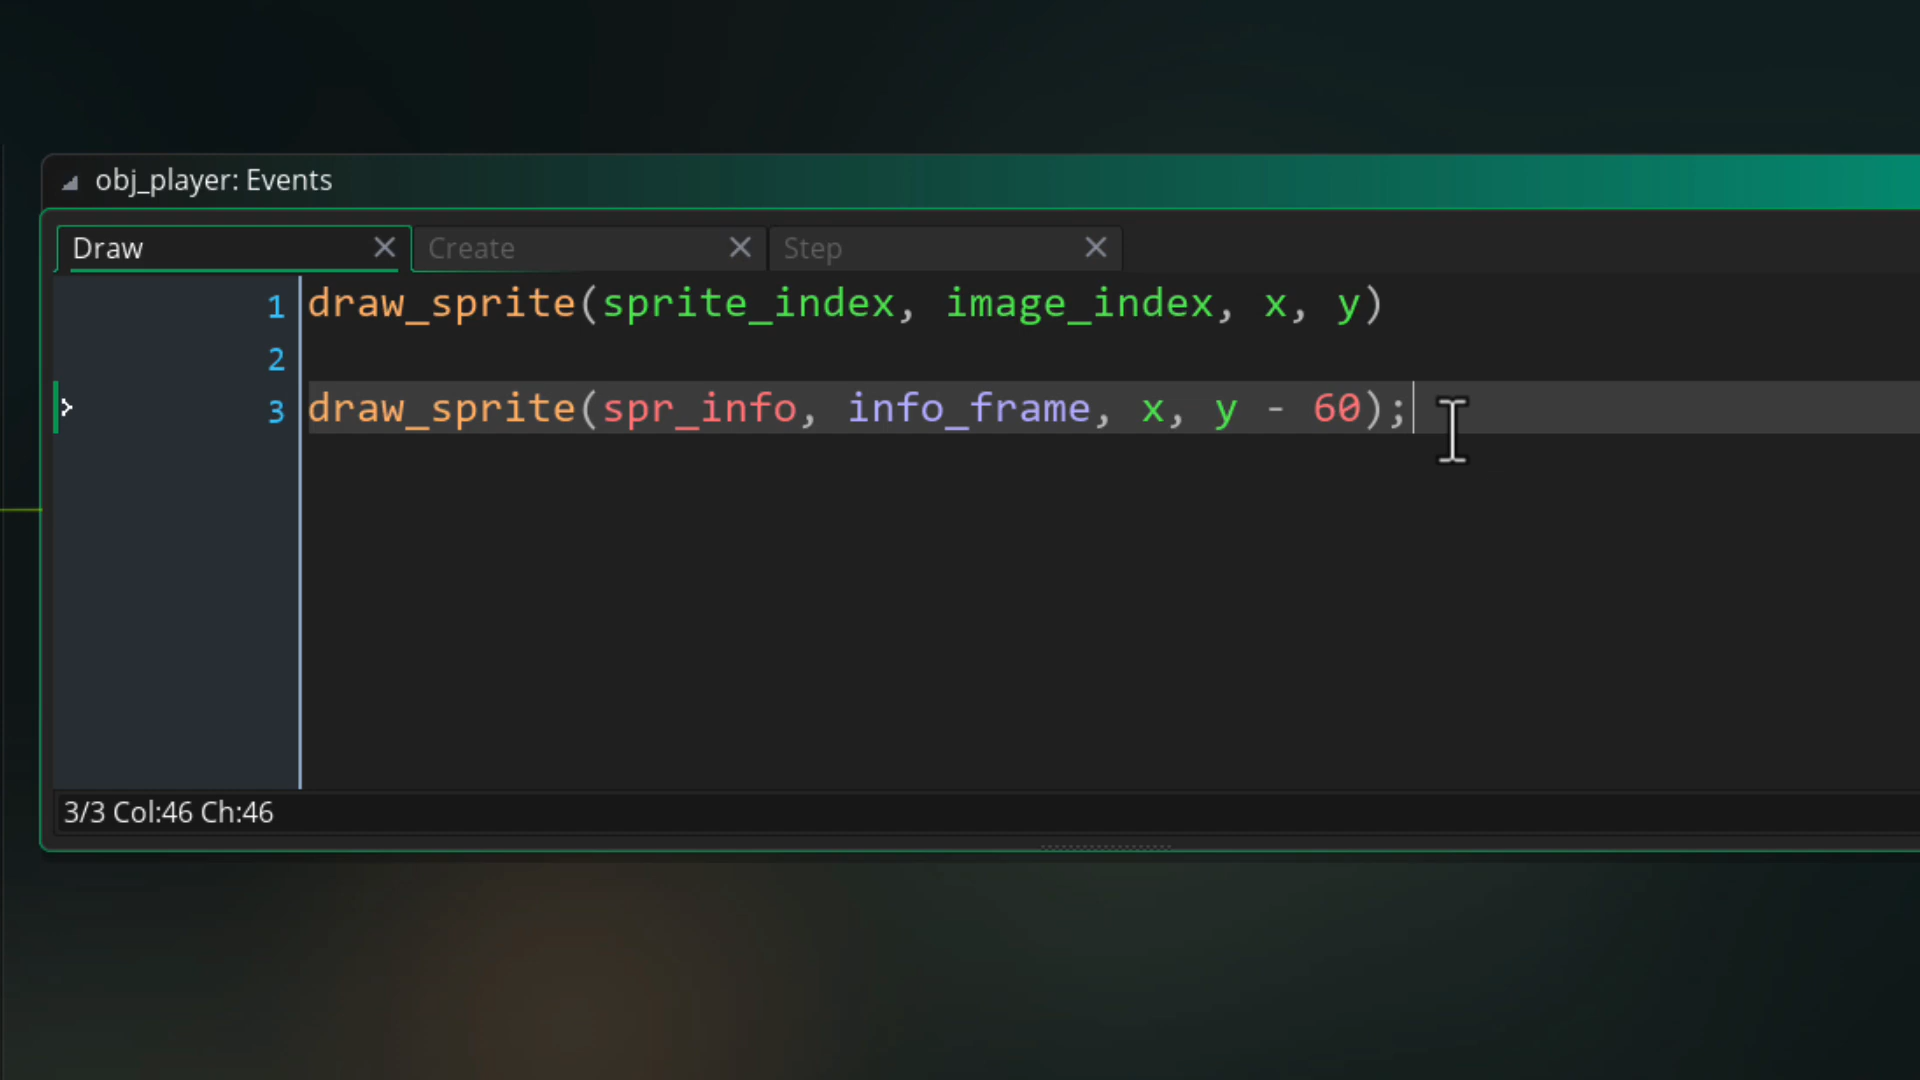 obj_player: Events
Draw Create Step
1 draw_sprite(sprite_index, image_index, x, y)
2
3 draw_sprite(spr_info, info_frame, x, y - 60);
3/3 Col:46 Ch:46